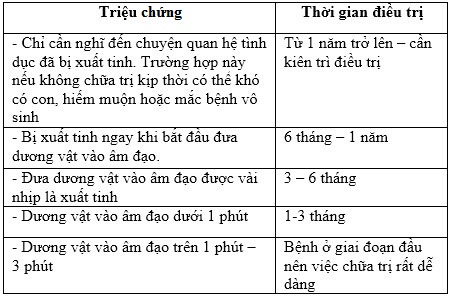 Triệu chứng
Thời gian điều trị
- Chỉ cần nghĩ đến chuyện quan hệ tình
dục đã bị xuất tinh. Trường hợp này
nếu không chữa trị kịp thời có thể khó
có con, hiếm muộn hoặc mắc bệnh vô
sinh
Từ 1 năm trở lên – cần
kiên trì điều trị
- Bị xuất tinh ngay khi bắt đầu đưa
dương vật vào âm đạo.
6 tháng – 1 năm
- Đưa dương vật vào âm đạo được vài
nhịp là xuất tinh
3 – 6 tháng
- Dương vật vào âm đạo dưới 1 phút
1-3 tháng
- Dương vật vào âm đạo trên 1 phút –
3 phút
Bệnh ở giai đoạn đầu
nên việc chữa trị rất dễ
dàng